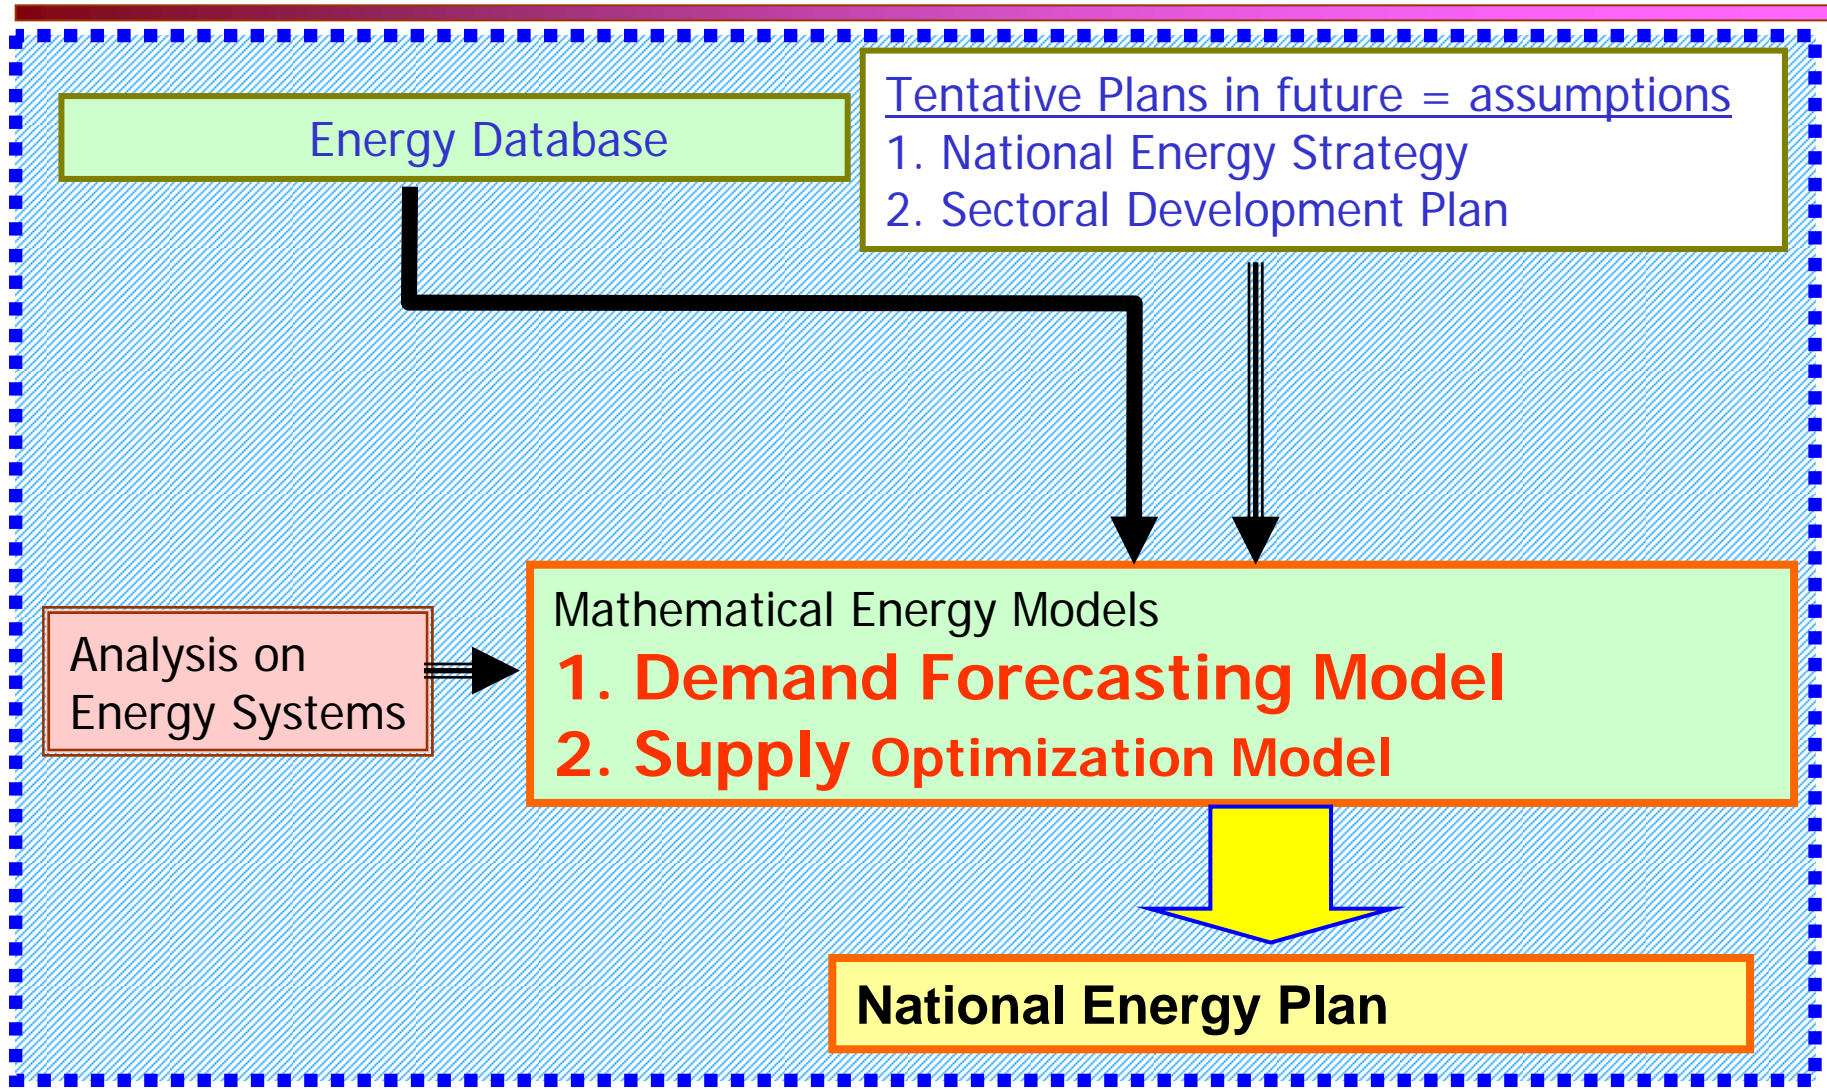 Energy Database
Tentative Plans in future = assumptions
1. National Energy Strategy
2. Sectoral Development Plan
Analysis on
Energy Systems
Mathematical Energy Models
1. Demand Forecasting Model
2. Supply Optimization Model
National Energy Plan